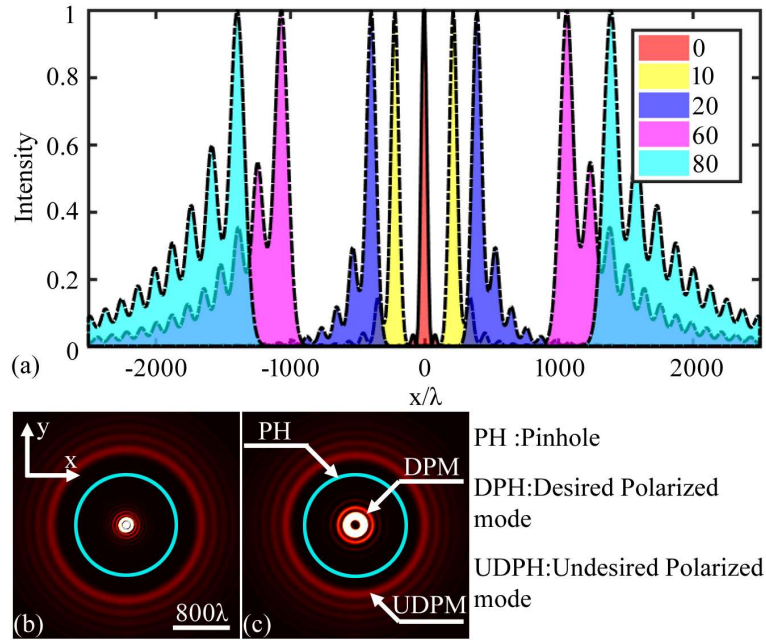 1
0.8
0.6
0.4
0.2
0
Intensity
0
10
20
60
80
(a)
-2000 -1000 0 1000 2000
x/λ
y
x
(b)
800λ
PH
DPM
UDPM
(c)
PH :Pinhole
DPH:Desired Polarized
mode
UDPH:Undesired Polarized
mode